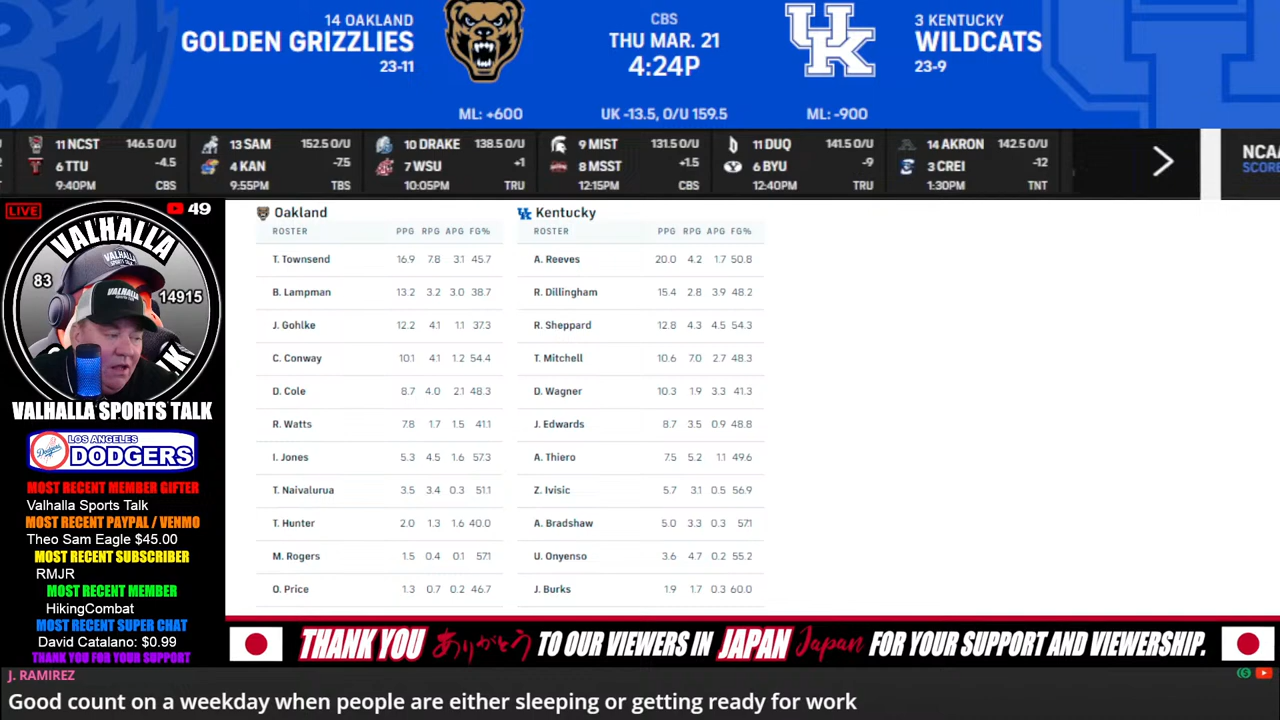 14 OAKLAND
GOLDEN GRIZZLIES
23-11
ML: +600
CBS
THU MAR. 21
4:24P
UK -13.5, O/U 159.5
UK
3 KENTUCKY
WILDCATS
23-9
ML: -900
11 NCST 146.5 O/U
6 TTU -4.5
9:40PM CBS
13 SAM 152.5 O/U
4 KAN -7.5
9:55PM TBS
10 DRAKE 138.5 O/U
7 WSU +1
10:05PM TRU
9 MIST 131.5 O/U
8 MSST +1.5
12:15PM CBS
11 DUQ 141.5 O/U
6 BYU -9
12:40PM TRU
14 AKRON 142.5 O/U
3 CREI -12
1:30PM TNT
NCAA
SCORE
LIVE
49
VALHALLA
83
14915
VALHALLA SPORTS TALK
LOS ANGELES
DODGERS
MOST RECENT MEMBER GIFTER
Valhalla Sports Talk
MOST RECENT PAYPAL / VENMO
Theo Sam Eagle $45.00
MOST RECENT SUBSCRIBER
RMJR
MOST RECENT MEMBER
HikingCombat
MOST RECENT SUPER CHAT
David Catalano: $0.99
THANK YOU FOR YOUR SUPPORT
Oakland
ROSTER PPG RPG APG FG%
T. Townsend 16.9 7.8 3.1 45.7
B. Lampman 13.2 3.2 3.0 38.7
J. Gohlke 12.2 4.1 1.1 37.3
C. Conway 10.1 4.1 1.2 54.4
D. Cole 8.7 4.0 2.1 48.3
R. Watts 7.8 1.7 1.5 41.1
I. Jones 5.3 4.5 1.6 57.3
T. Naivalurua 3.5 3.4 0.3 51.1
T. Hunter 2.0 1.3 1.6 40.0
M. Rogers 1.5 0.4 0.1 57.1
O. Price 1.3 0.7 0.2 46.7
Kentucky
ROSTER PPG RPG APG FG%
A. Reeves 20.0 4.2 1.7 50.8
R. Dillingham 15.4 2.8 3.9 48.2
R. Sheppard 12.8 4.3 4.5 54.3
T. Mitchell 10.6 7.0 2.7 48.3
D. Wagner 10.3 1.9 3.3 41.3
J. Edwards 8.7 3.5 0.9 48.8
A. Thiero 7.5 5.2 1.1 49.6
Z. Ivisic 5.7 3.1 0.5 56.9
A. Bradshaw 5.0 3.3 0.3 57.1
U. Onyenso 3.6 4.7 0.2 55.2
J. Burks 1.9 1.7 0.3 60.0
THANK YOU ありがとう TO OUR VIEWERS IN JAPAN Japan FOR YOUR SUPPORT AND VIEWERSHIP.
J. RAMIREZ
Good count on a weekday when people are either sleeping or getting ready for work